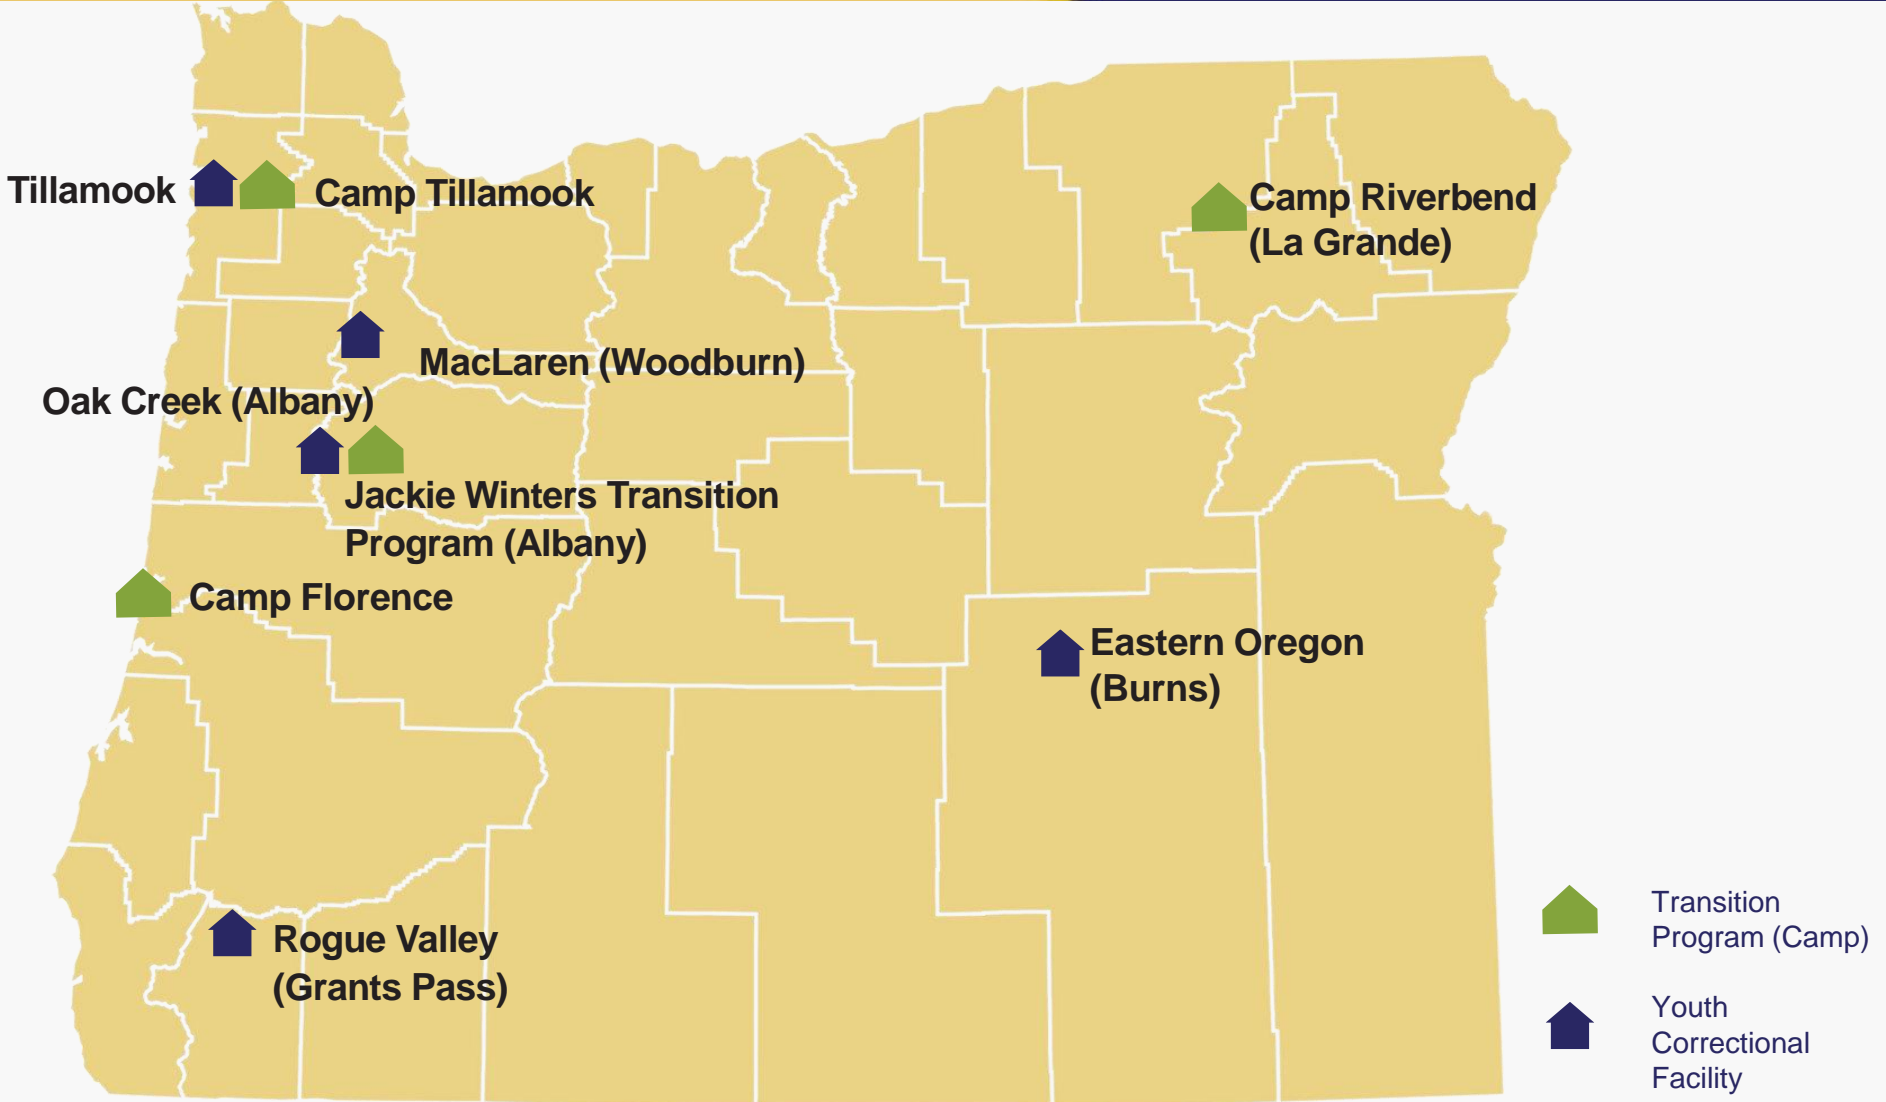 Tillamook
Camp Tillamook
Camp Riverbend
(La Grande)
MacLaren (Woodburn)
Oak Creek (Albany)
Jackie Winters Transition
Program (Albany)
Camp Florence
Eastern Oregon
(Burns)
Rogue Valley
(Grants Pass)
Transition
Program (Camp)
Youth
Correctional
Facility